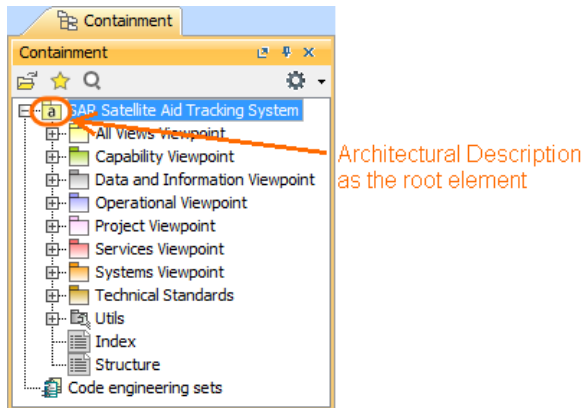 Containment
Containment
a SAR Satellite Aid Tracking System
All Views Viewpoint
Capability Viewpoint
Architectural Description
as the root element
Data and Information Viewpoint
Operational Viewpoint
Project Viewpoint
Services Viewpoint
Systems Viewpoint
Technical Standards
Utils
Index
Structure
Code engineering sets